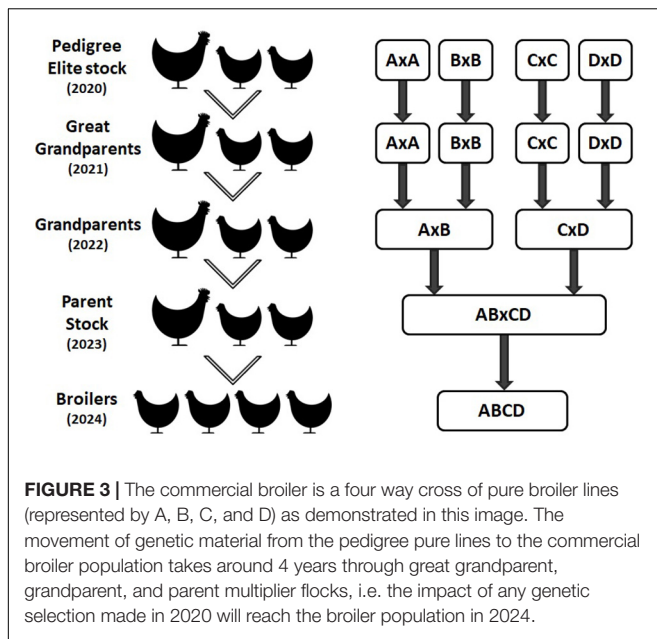 Pedigree
Elite stock
(2020)
AxA BxB CxC DxD
Great
Grandparents
(2021)
AxA BxB CxC DxD
Grandparents
(2022)
AxB CxD
Parent
Stock
(2023)
ABxCD
Broilers
(2024)
ABCD
FIGURE 3 | The commercial broiler is a four way cross of pure broiler lines
(represented by A, B, C, and D) as demonstrated in this image. The
movement of genetic material from the pedigree pure lines to the commercial
broiler population takes around 4 years through great grandparent,
grandparent, and parent multiplier flocks, i.e. the impact of any genetic
selection made in 2020 will reach the broiler population in 2024.